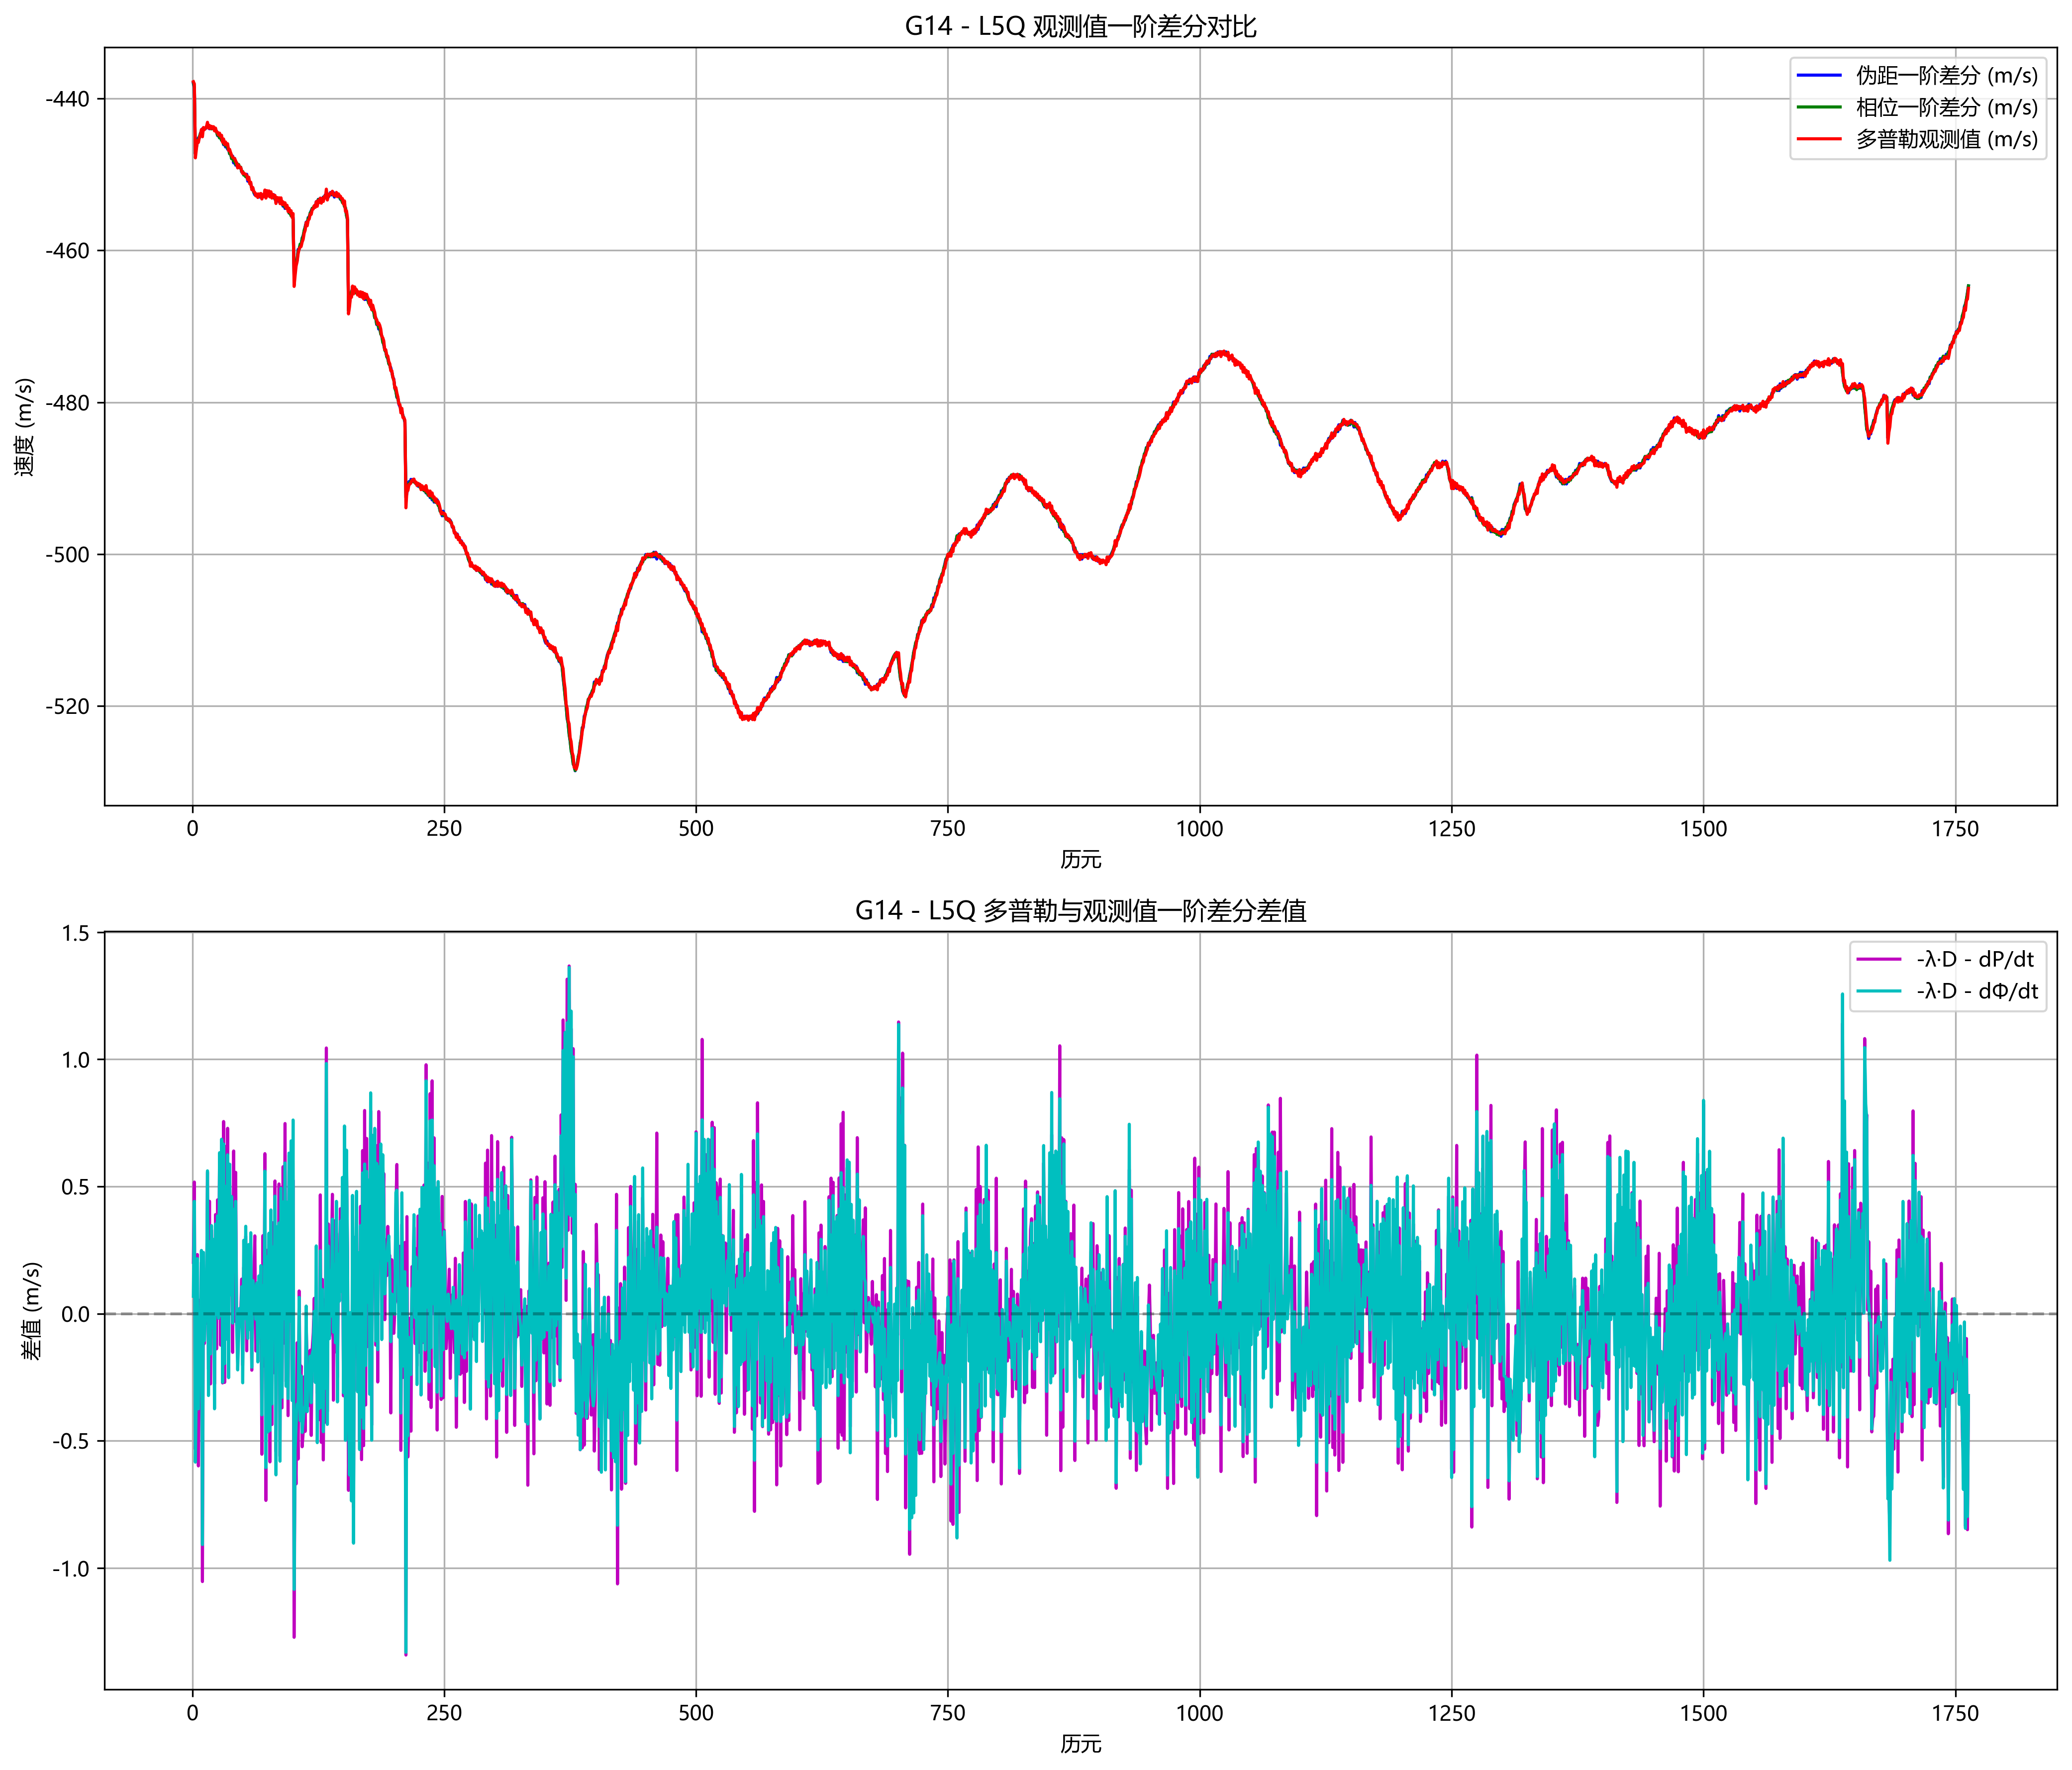 G14 - L5Q 观测值一阶差分对比
伪距一阶差分 (m/s)
相位一阶差分 (m/s)
多普勒观测值 (m/s)
速度 (m/s)
-440
-460
-480
-500
-520
0 250 500 750 1000 1250 1500 1750
历元
G14 - L5Q 多普勒与观测值一阶差分差值
-λ·D - dP/dt
-λ·D - dΦ/dt
差值 (m/s)
1.5
1.0
0.5
0.0
-0.5
-1.0
0 250 500 750 1000 1250 1500 1750
历元